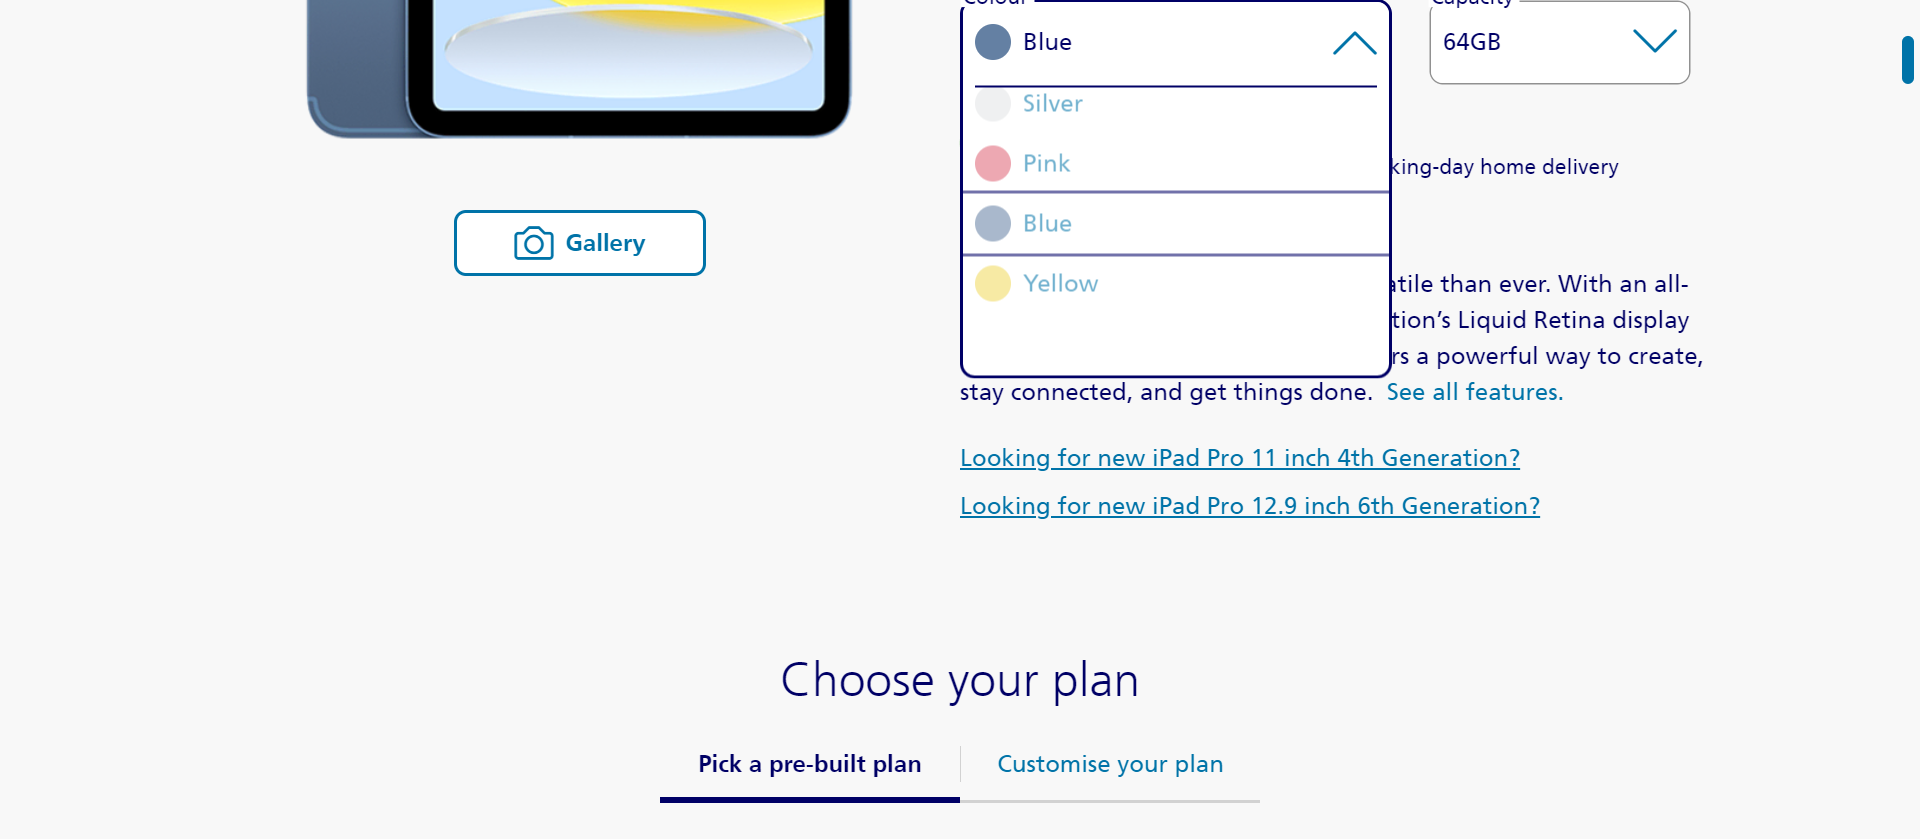 Colour
Capacity
Blue
64GB
Silver
Pink
Blue
Yellow
king-day home delivery
Gallery
atile than ever. With an all-
tion’s Liquid Retina display
rs a powerful way to create,
stay connected, and get things done. See all features.
Looking for new iPad Pro 11 inch 4th Generation?
Looking for new iPad Pro 12.9 inch 6th Generation?
Choose your plan
Pick a pre-built plan
Customise your plan